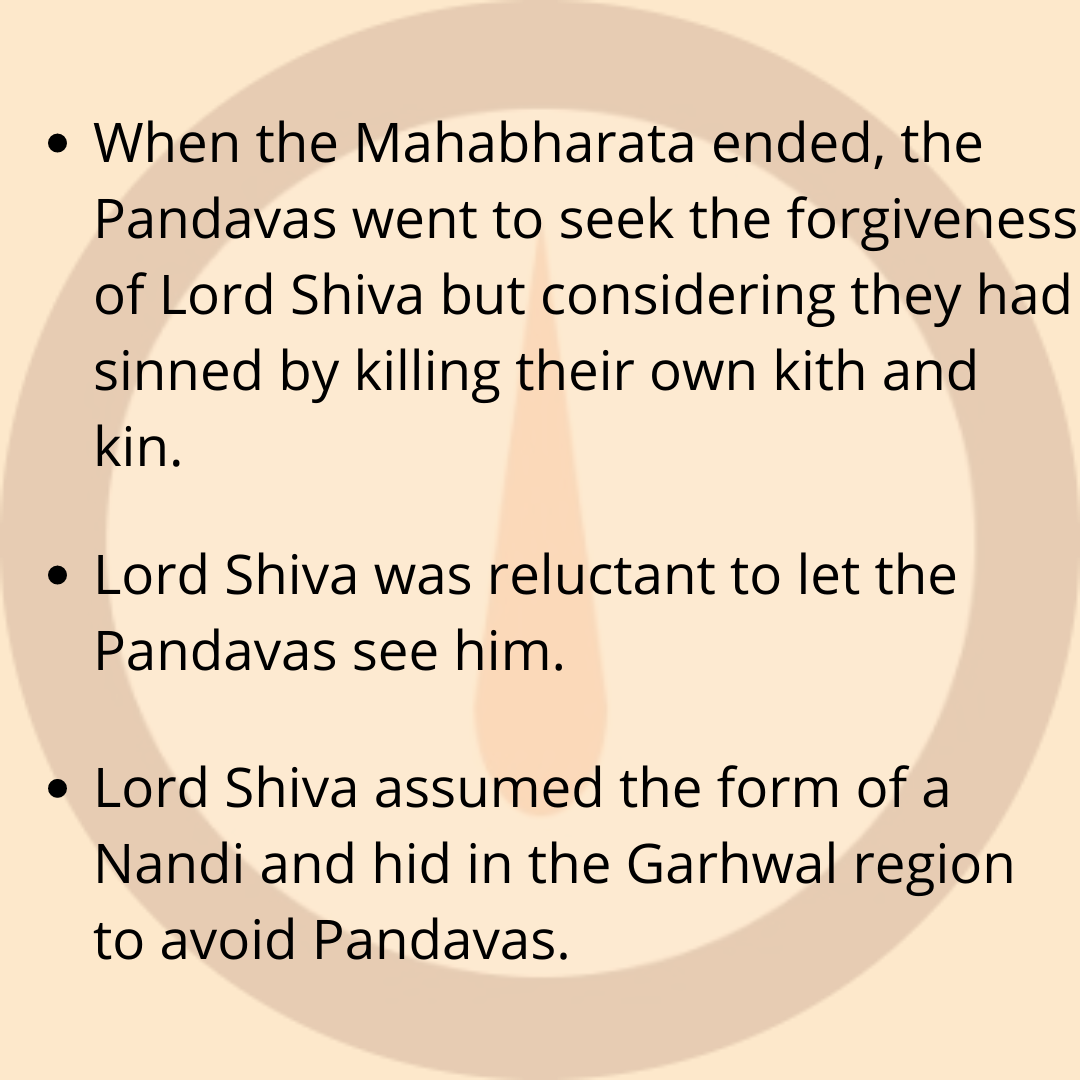 • When the Mahabharata ended, the
Pandavas went to seek the forgiveness
of Lord Shiva but considering they had
sinned by killing their own kith and
kin.
• Lord Shiva was reluctant to let the
Pandavas see him.
• Lord Shiva assumed the form of a
Nandi and hid in the Garhwal region
to avoid Pandavas.